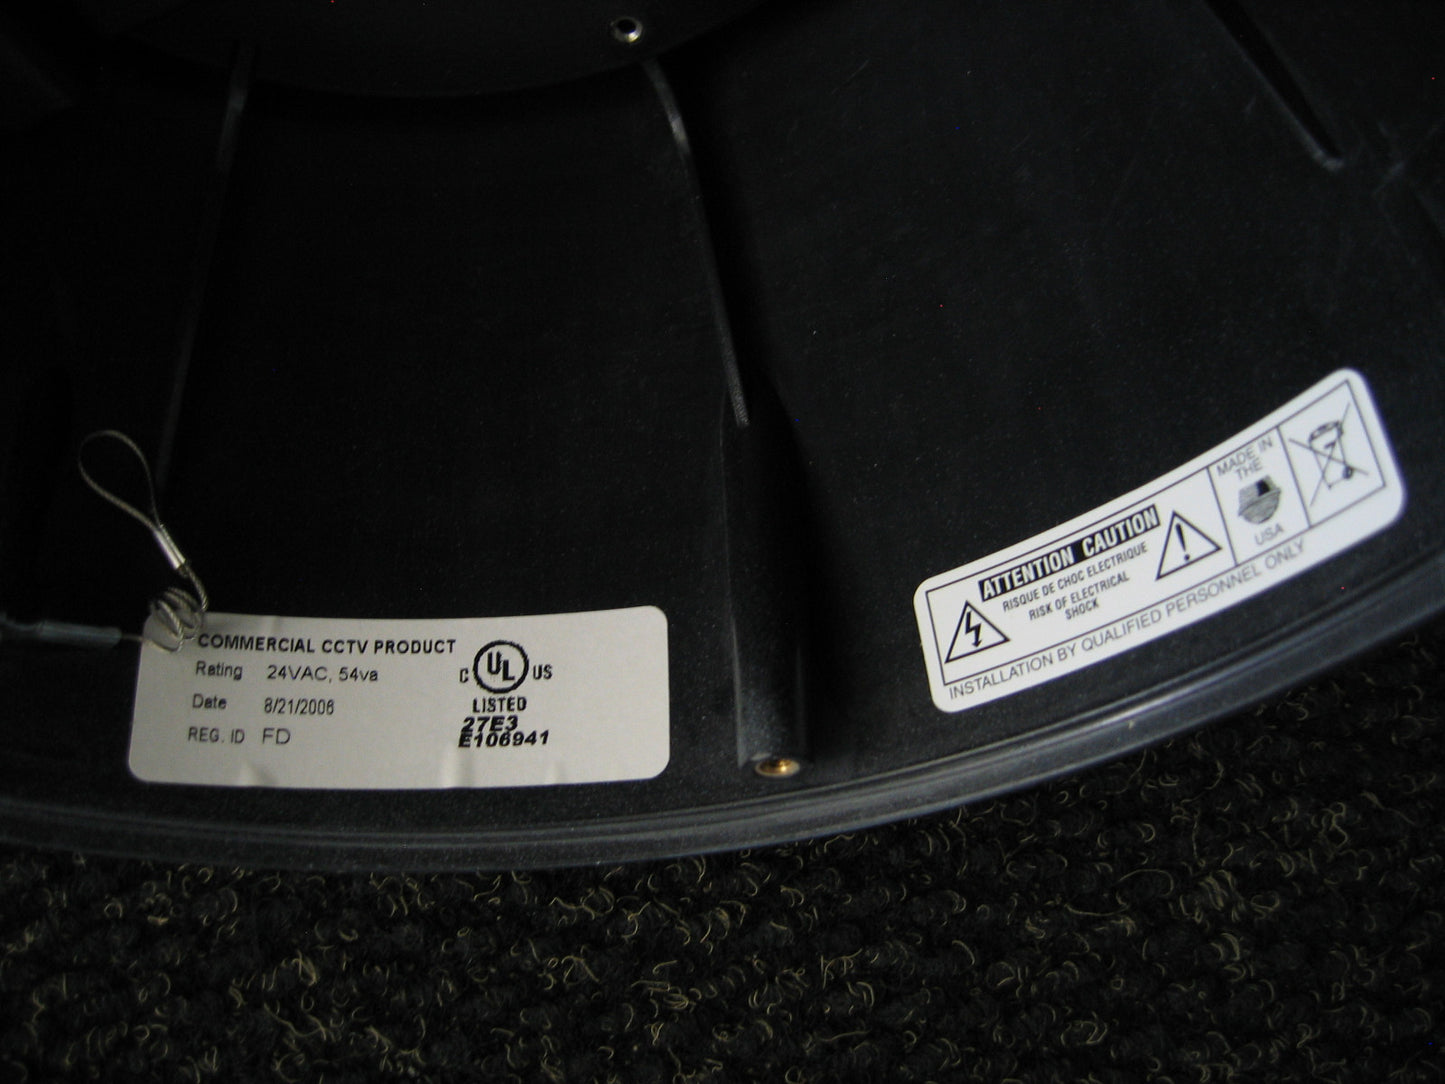 COMMERCIAL CCTV PRODUCT
Rating 24VAC, 54va
Date 8/21/2006
REG. ID FD
C UL US
LISTED
27E3
E106941
ATTENTION CAUTION
RISQUE DE CHOC ELECTRIQUE
RISK OF ELECTRICAL
SHOCK
MADE IN
THE
USA
INSTALLATION BY QUALIFIED PERSONNEL ONLY